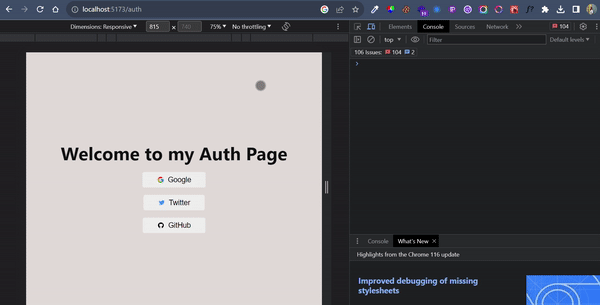 localhost:5173/auth
Dimensions: Responsive ▼ 815 × 740 75% ▼ No throttling ▼
Elements Console Sources Network » 104
top ▼ Filter Default levels ▼
106 Issues: 104 2
Welcome to my Auth Page
Google
Twitter
GitHub
Console What's New ×
Highlights from the Chrome 116 update
Improved debugging of missing
stylesheets